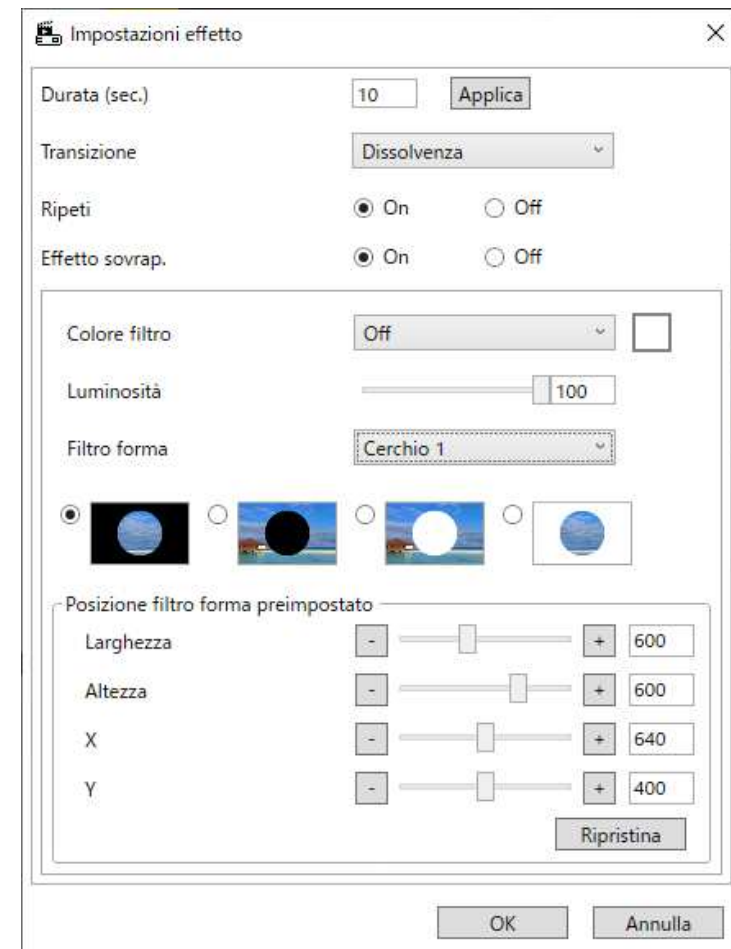 Impostazioni effetto
Durata (sec.) 10 Applica
Transizione Dissolvenza
Ripeti On Off
Effetto sovrap. On Off
Colore filtro Off
Luminosità 100
Filtro forma Cerchio 1
Posizione filtro forma preimpostato
Larghezza - + 600
Altezza - + 600
X - + 640
Y - + 400
Ripristina
OK Annulla